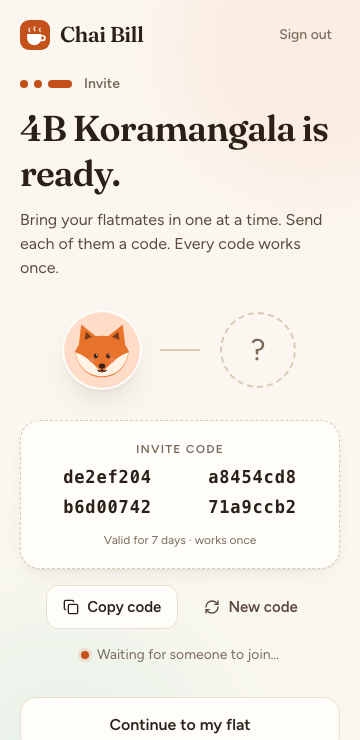 Chai Bill
Sign out
Invite
4B Koramangala is
ready.
Bring your flatmates in one at a time. Send
each of them a code. Every code works
once.
?
INVITE CODE
de2ef204 a8454cd8
b6d00742 71a9ccb2
Valid for 7 days · works once
Copy code
New code
Waiting for someone to join...
Continue to my flat